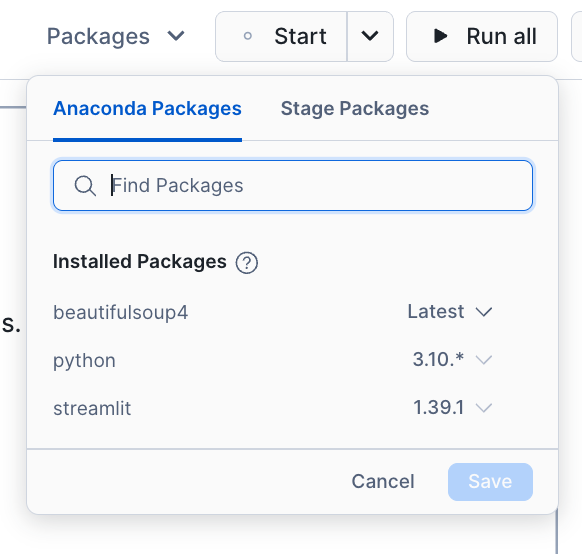 Packages Start Run all
Anaconda Packages Stage Packages
Find Packages
Installed Packages ?
s.
beautifulsoup4 Latest
python 3.10.*
streamlit 1.39.1
Cancel Save